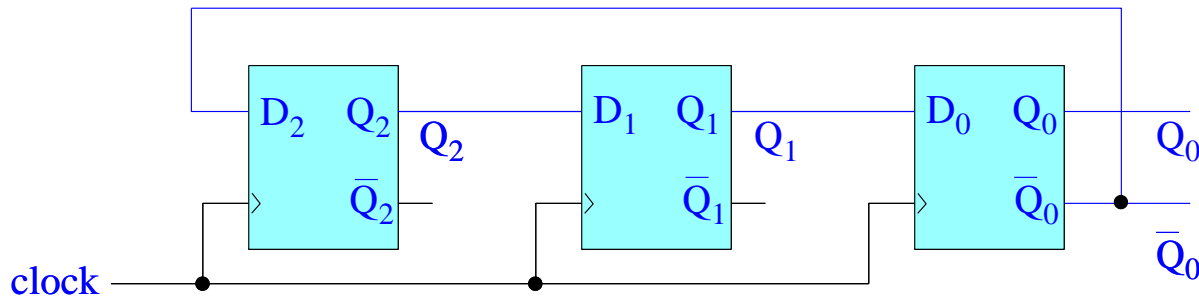 D₂ Q₂ D₁ Q₁ D₀ Q₀
Q₂ Q₁ Q₀
Q̅₂ Q̅₁ Q̅₀
Q̅₀
clock